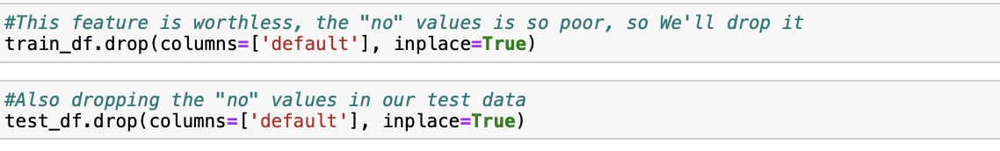 #This feature is worthless, the "no" values is so poor, so We'll drop it
train_df.drop(columns=['default'], inplace=True)
#Also dropping the "no" values in our test data
test_df.drop(columns=['default'], inplace=True)